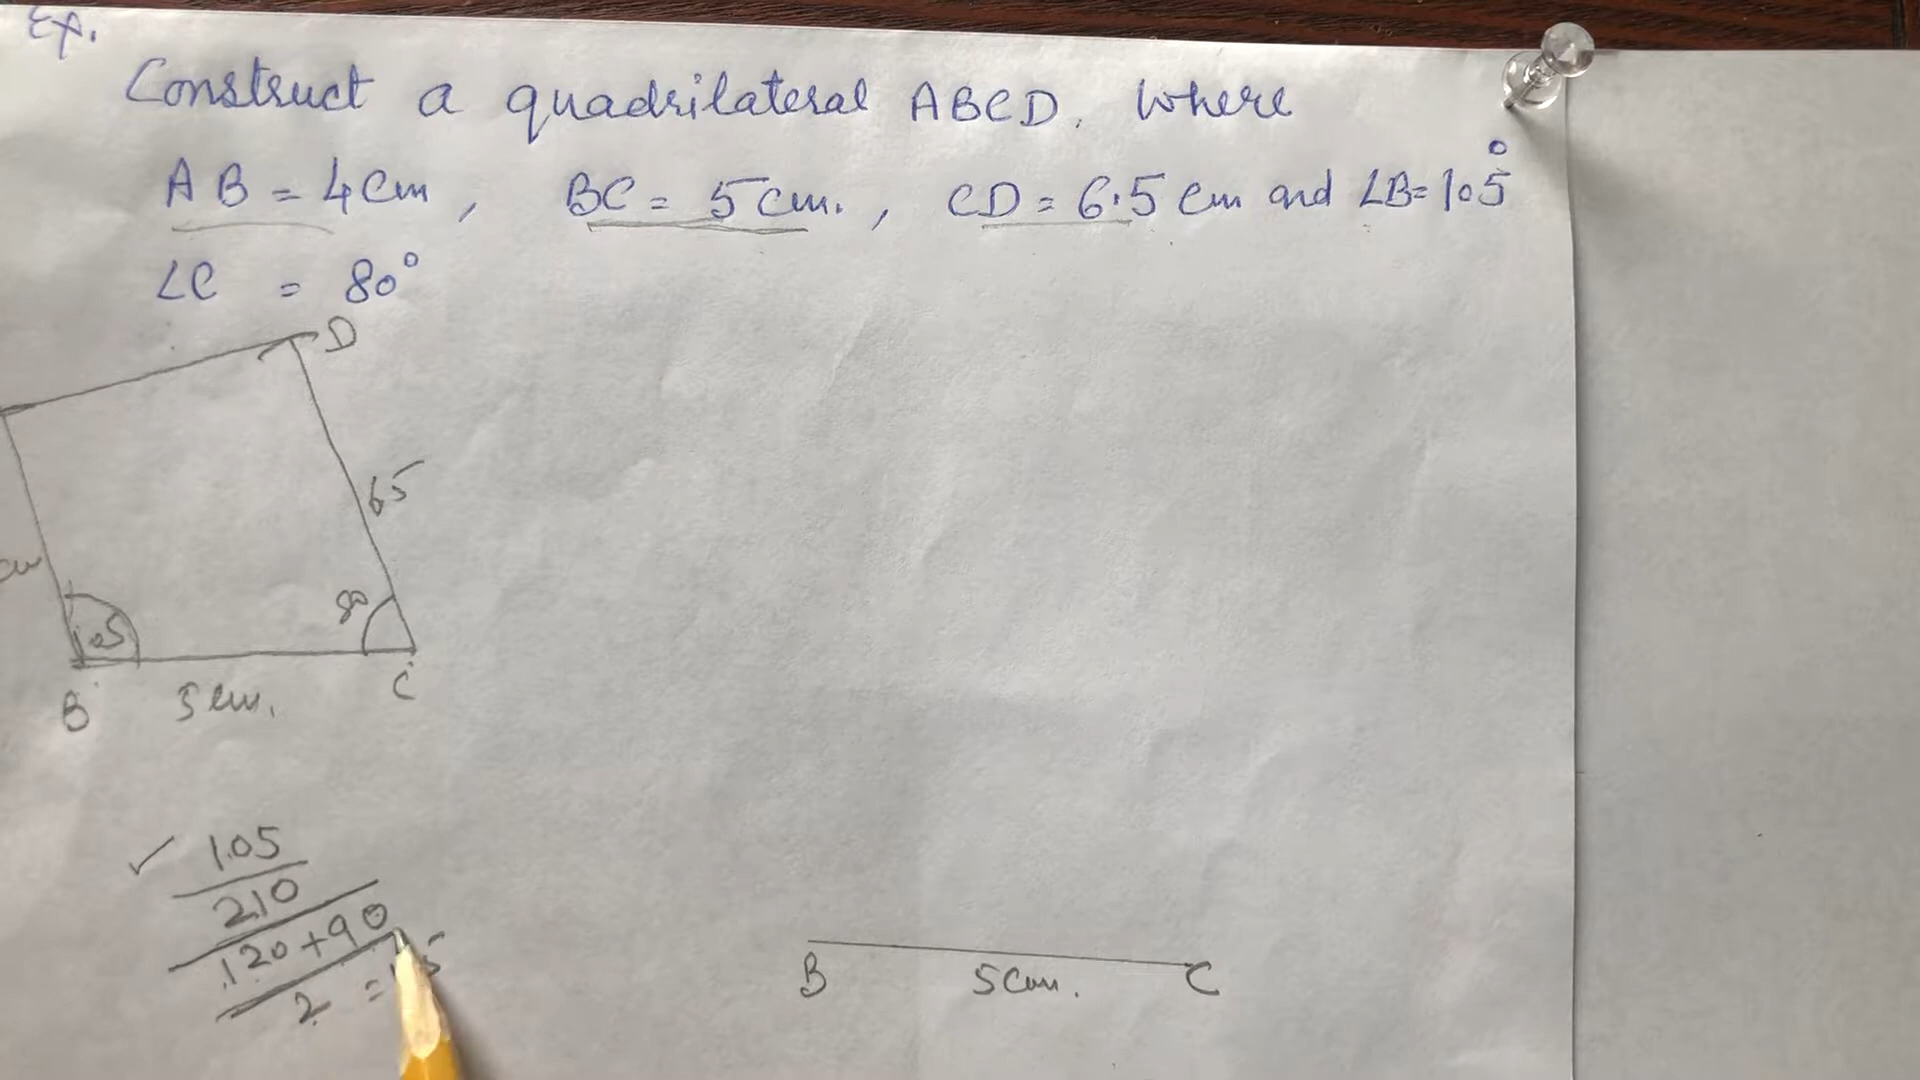 Ex.
Construct a quadrilateral ABCD, Where
AB = 4cm, BC = 5cm., CD = 6.5 cm and ∠B=105°
∠C = 80°
D
65
80
105
B 5cm. C
✓ 105
210
120+90
2 =
B 5cm. C